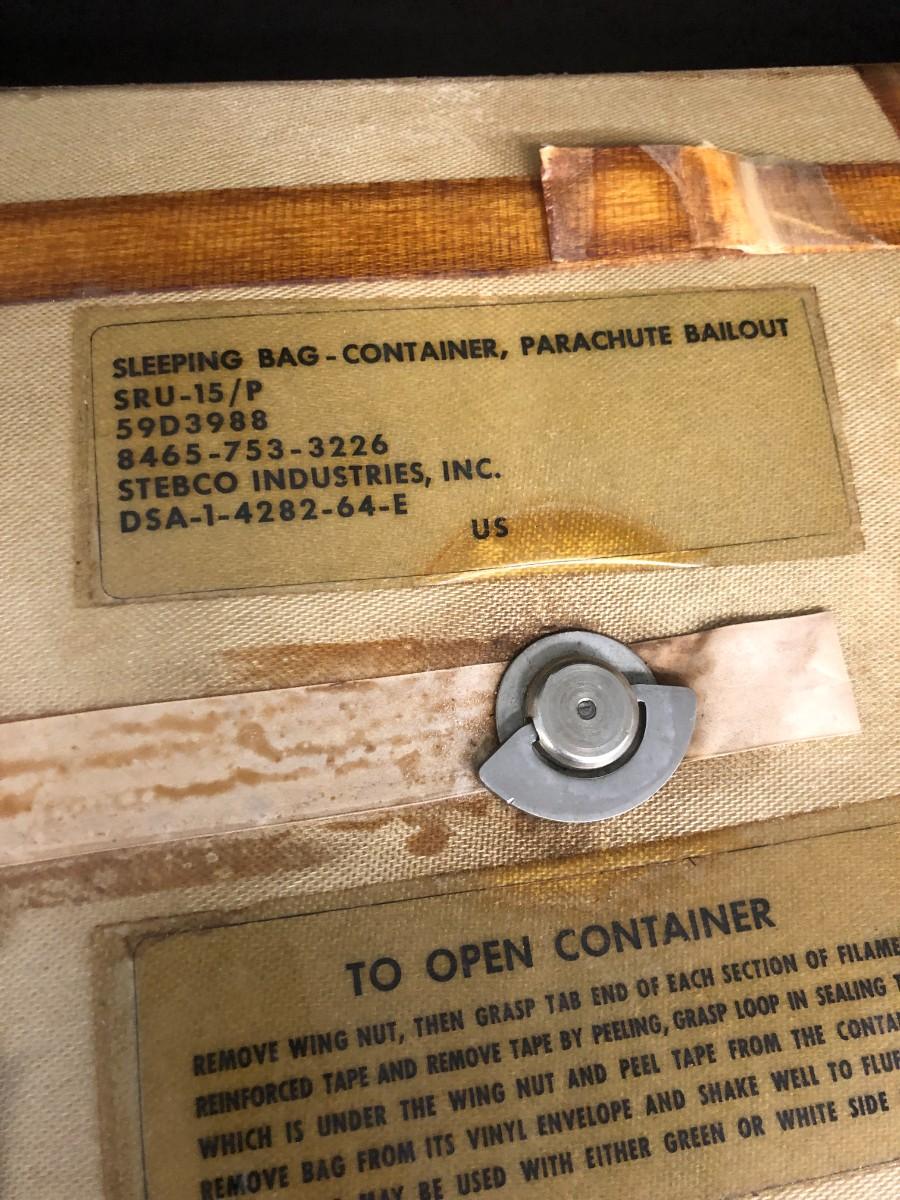 SLEEPING BAG-CONTAINER, PARACHUTE BAILOUT
SRU-15/P
59D3988
8465-753-3226
STEBCO INDUSTRIES, INC.
DSA-1-4282-64-E
US
TO OPEN CONTAINER
REMOVE WING NUT, THEN GRASP TAB END OF EACH SECTION OF
REINFORCED TAPE AND REMOVE TAPE BY PEELING, GRASP LOOP IN SEALING
WHICH IS UNDER THE WING NUT AND PEEL TAPE FROM THE
REMOVE BAG FROM ITS VINYL ENVELOPE AND SHAKE WELL TO
MAY BE USED WITH EITHER GREEN OR WHITE SIDE